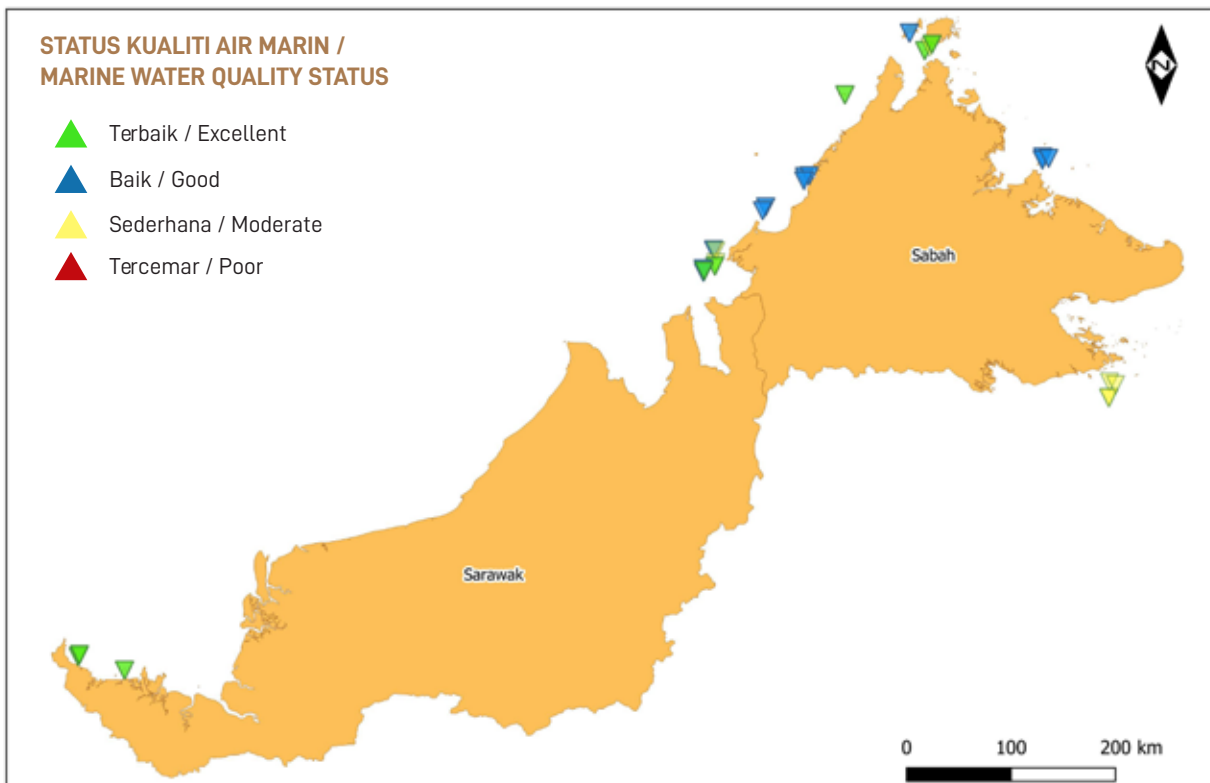 STATUS KUALITI AIR MARIN /
MARINE WATER QUALITY STATUS
Terbaik / Excellent
Baik / Good
Sederhana / Moderate
Tercemar / Poor
N
Sabah
Sarawak
0 100 200 km